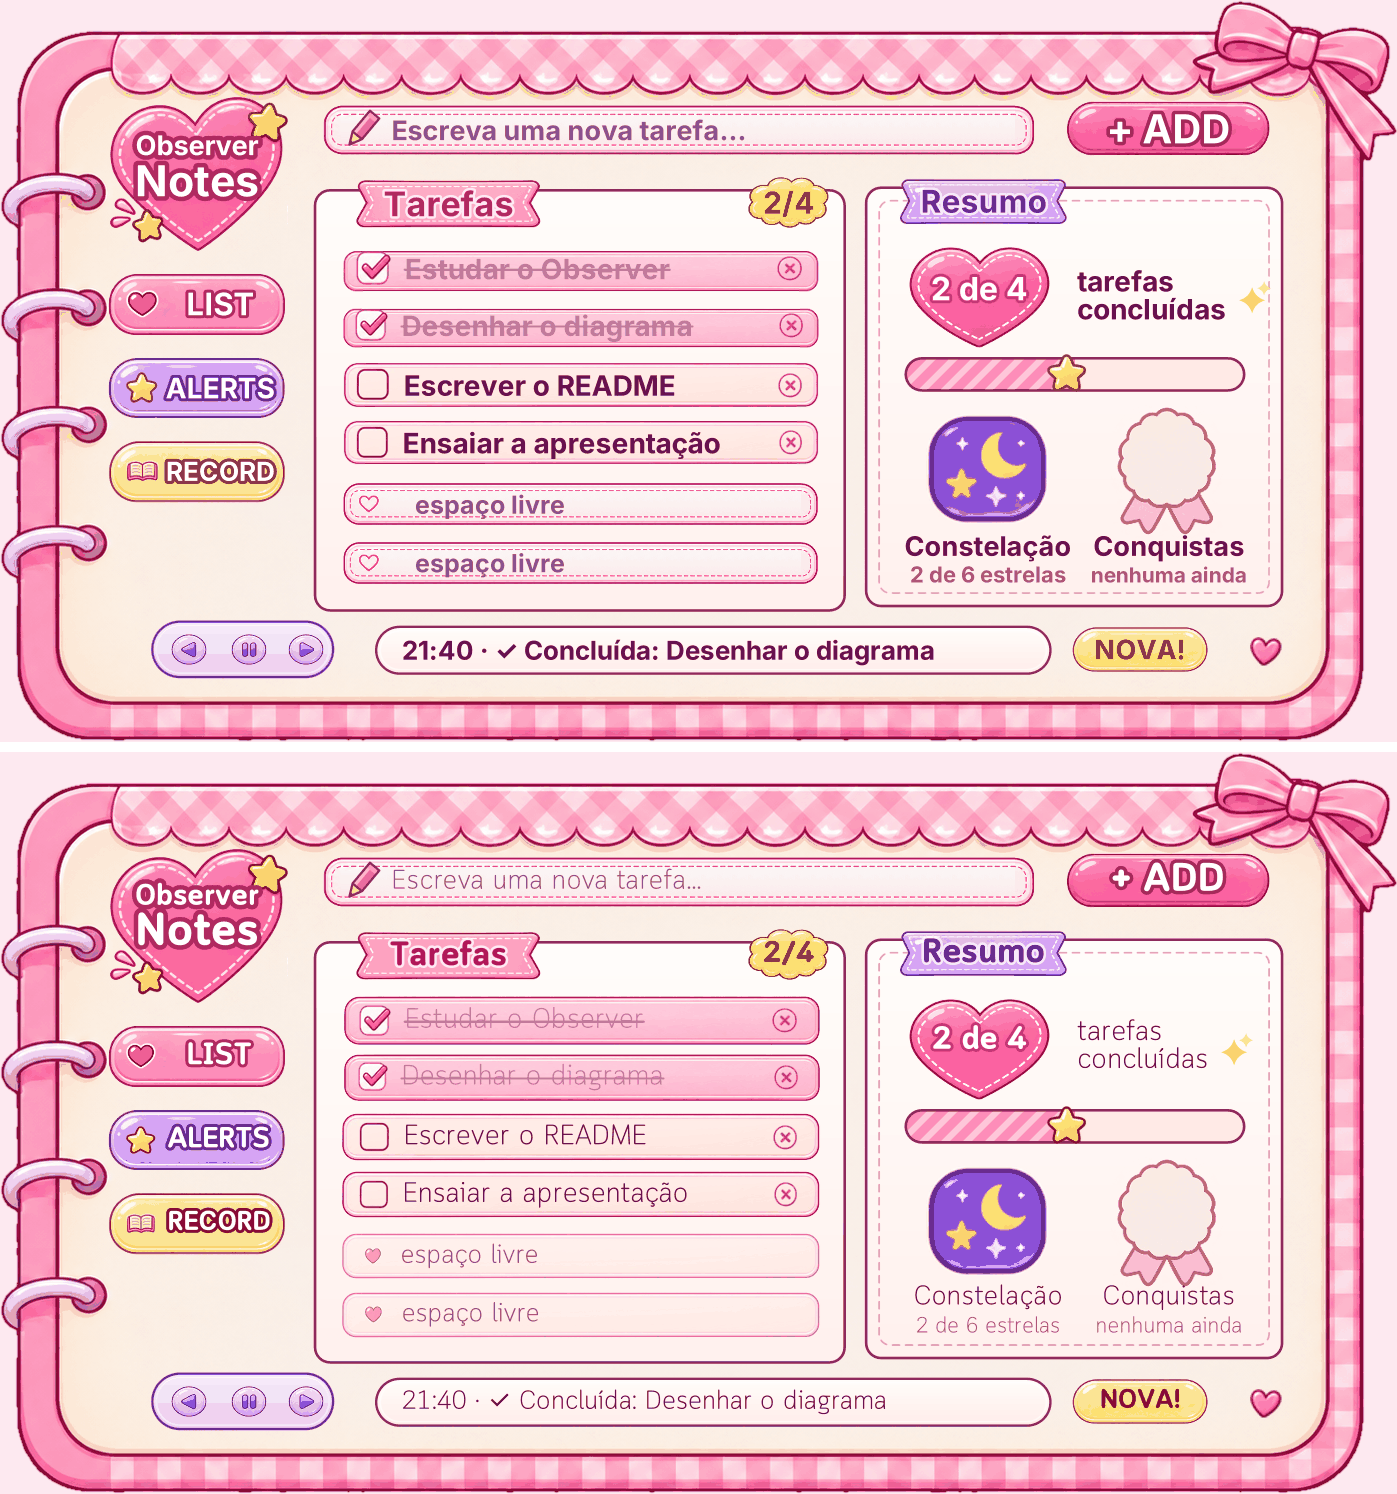 Observer
Notes
Escreva uma nova tarefa...
+ ADD
LIST
ALERTS
RECORD
Tarefas
2/4
Estudar o Observer
Desenhar o diagrama
Escrever o README
Ensaiar a apresentação
espaço livre
espaço livre
Resumo
2 de 4
tarefas
concluídas
Constelação
2 de 6 estrelas
Conquistas
nenhuma ainda
21:40 · ✓ Concluída: Desenhar o diagrama
NOVA!
Observer
Notes
Escreva uma nova tarefa...
+ ADD
LIST
ALERTS
RECORD
Tarefas
2/4
Estudar o Observer
Desenhar o diagrama
Escrever o README
Ensaiar a apresentação
espaço livre
espaço livre
Resumo
2 de 4
tarefas
concluídas
Constelação
2 de 6 estrelas
Conquistas
nenhuma ainda
21:40 · ✓ Concluída: Desenhar o diagrama
NOVA!